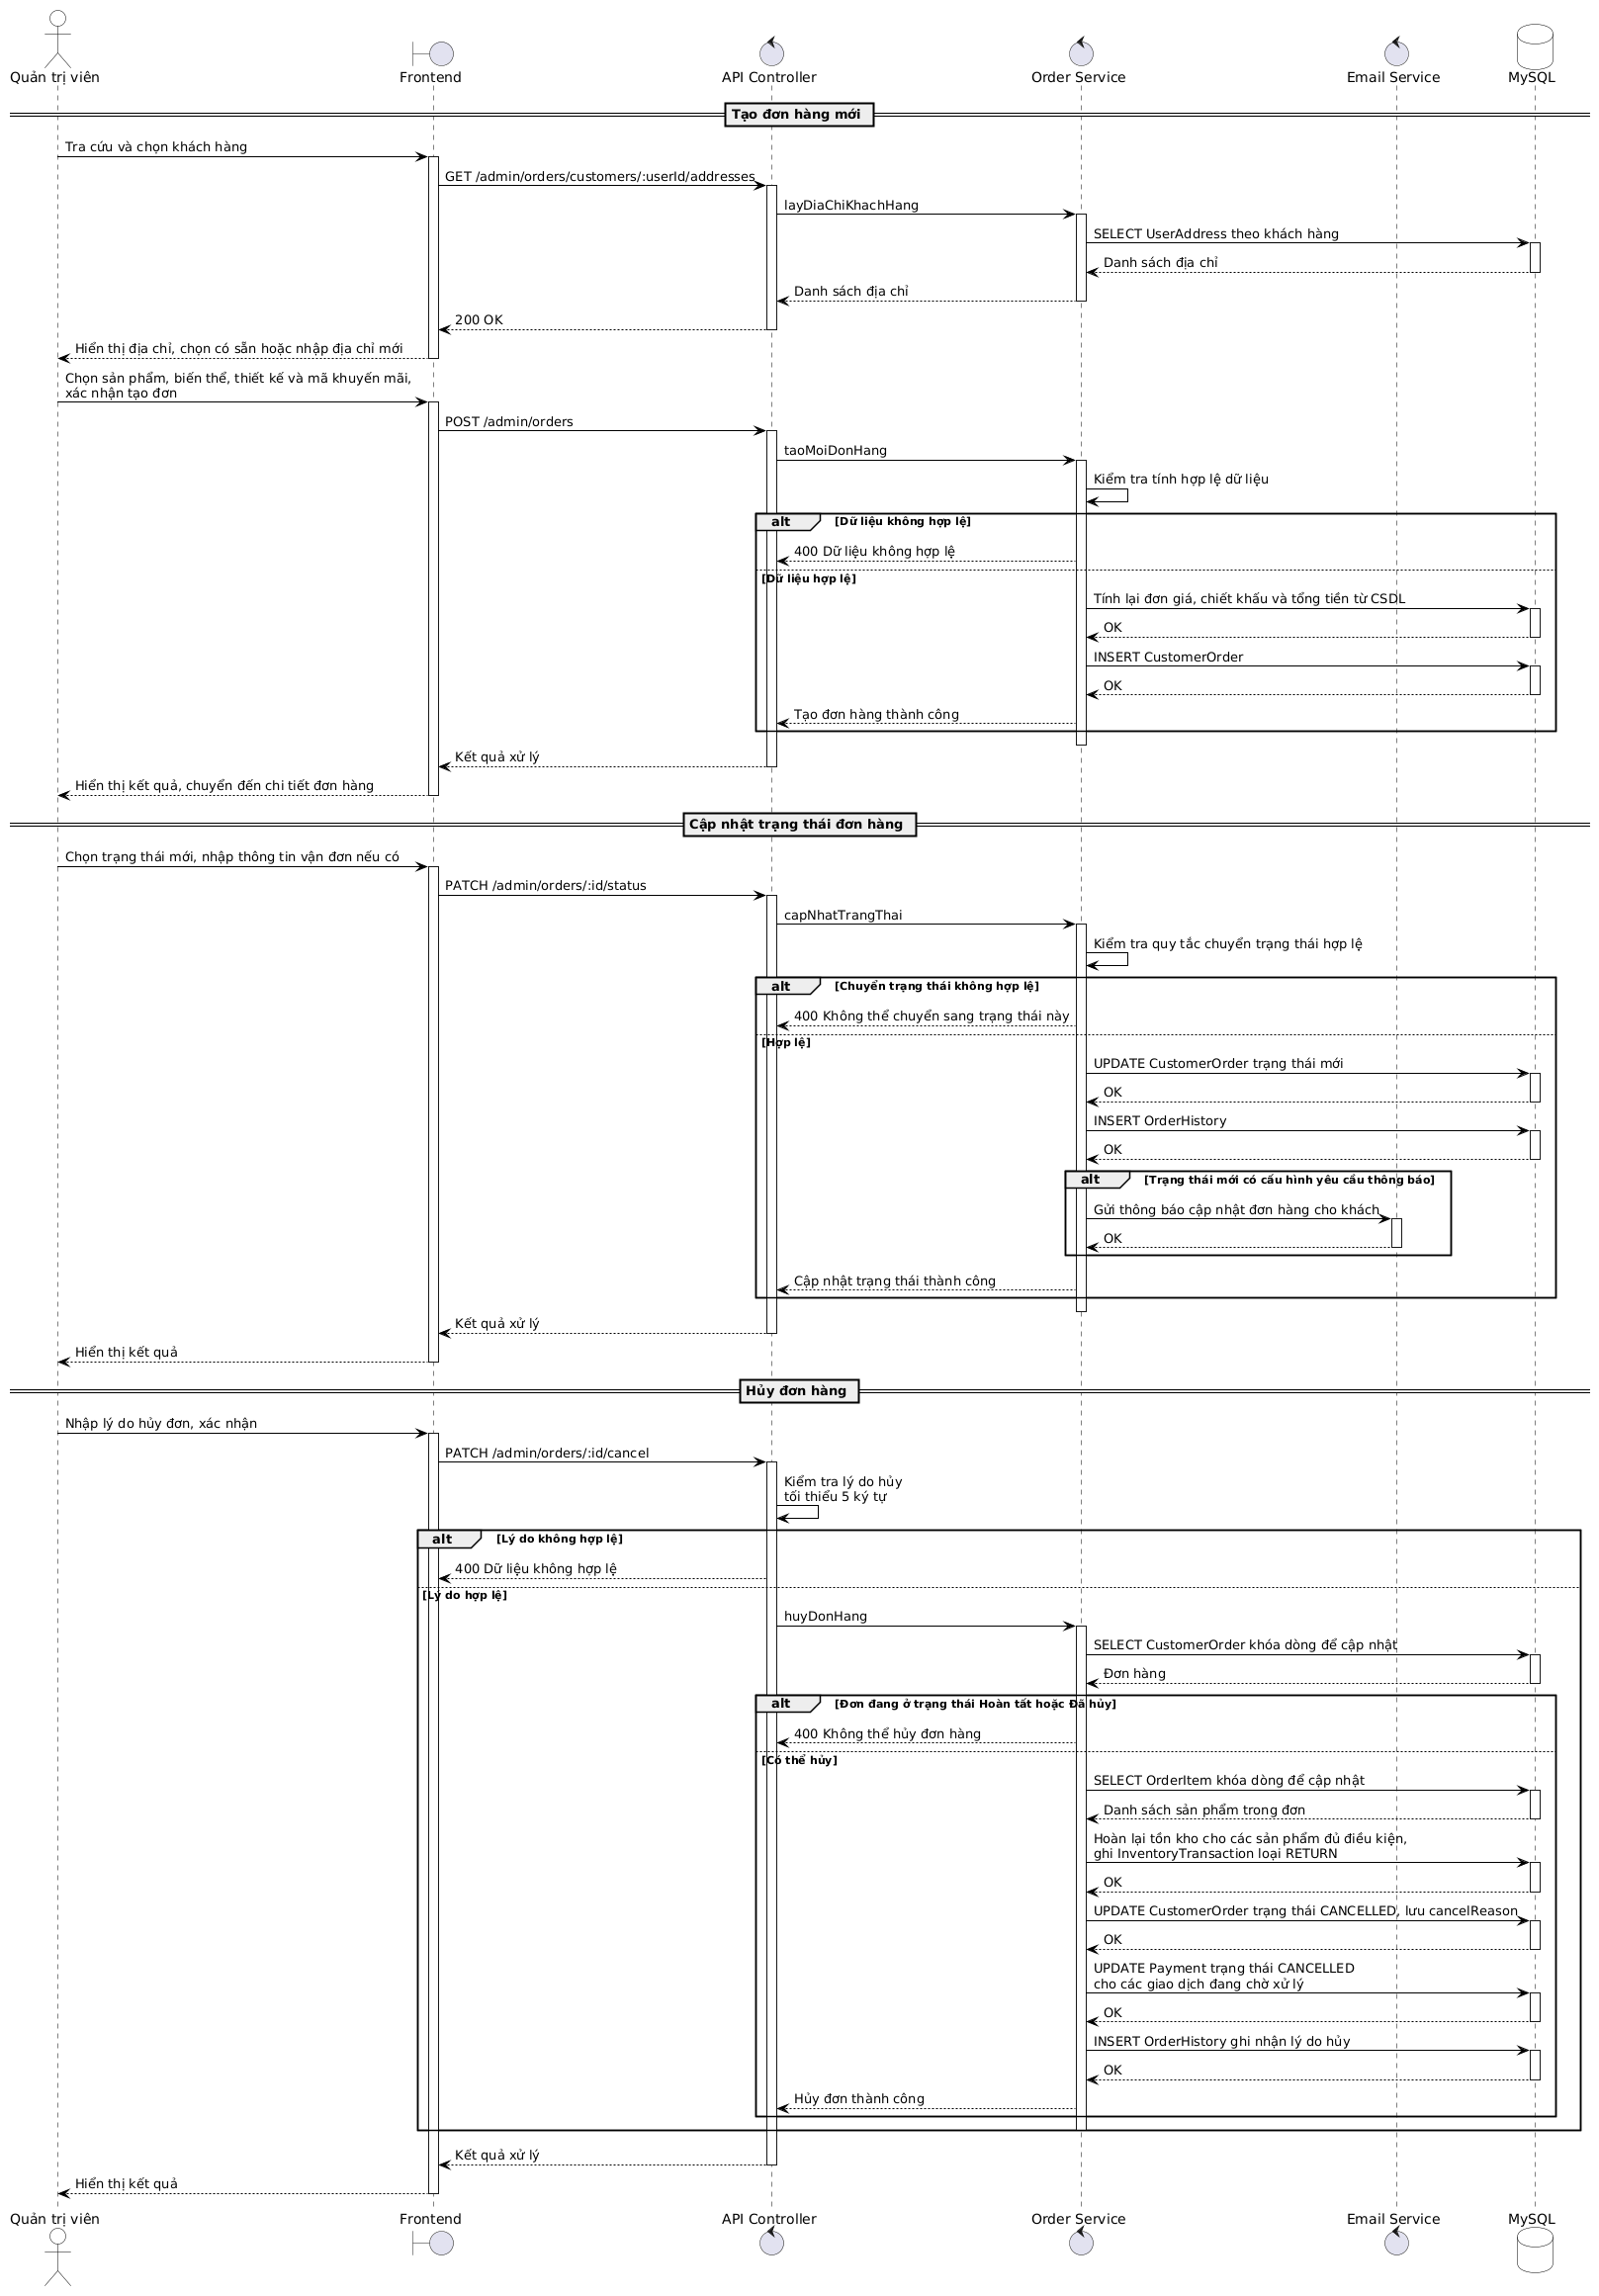 Quản trị viên
Frontend
API Controller
Order Service
Email Service
MySQL
Tạo đơn hàng mới
Tra cứu và chọn khách hàng
GET /admin/orders/customers/:userId/addresses
layDiaChiKhachHang
SELECT UserAddress theo khách hàng
Danh sách địa chỉ
Danh sách địa chỉ
200 OK
Hiển thị địa chỉ, chọn có sẵn hoặc nhập địa chỉ mới
Chọn sản phẩm, biến thể, thiết kế và mã khuyến mãi,
xác nhận tạo đơn
POST /admin/orders
taoMoiDonHang
Kiểm tra tính hợp lệ dữ liệu
alt [Dữ liệu không hợp lệ]
400 Dữ liệu không hợp lệ
[Dữ liệu hợp lệ]
Tính lại đơn giá, chiết khấu và tổng tiền từ CSDL
OK
INSERT CustomerOrder
OK
Tạo đơn hàng thành công
Kết quả xử lý
Hiển thị kết quả, chuyển đến chi tiết đơn hàng
Cập nhật trạng thái đơn hàng
Chọn trạng thái mới, nhập thông tin vận đơn nếu có
PATCH /admin/orders/:id/status
capNhatTrangThai
Kiểm tra quy tắc chuyển trạng thái hợp lệ
alt [Chuyển trạng thái không hợp lệ]
400 Không thể chuyển sang trạng thái này
[Hợp lệ]
UPDATE CustomerOrder trạng thái mới
OK
INSERT OrderHistory
OK
alt [Trạng thái mới có cấu hình yêu cầu thông báo]
Gửi thông báo cập nhật đơn hàng cho khách
OK
Cập nhật trạng thái thành công
Kết quả xử lý
Hiển thị kết quả
Hủy đơn hàng
Nhập lý do hủy đơn, xác nhận
PATCH /admin/orders/:id/cancel
Kiểm tra lý do hủy
tối thiểu 5 ký tự
alt [Lý do không hợp lệ]
400 Dữ liệu không hợp lệ
[Lý do hợp lệ]
huyDonHang
SELECT CustomerOrder khóa dòng để cập nhật
Đơn hàng
alt [Đơn đang ở trạng thái Hoàn tất hoặc Đã hủy]
400 Không thể hủy đơn hàng
[Có thể hủy]
SELECT OrderItem khóa dòng để cập nhật
Danh sách sản phẩm trong đơn
Hoàn lại tồn kho cho các sản phẩm đủ điều kiện,
ghi InventoryTransaction loại RETURN
OK
UPDATE CustomerOrder trạng thái CANCELLED, lưu cancelReason
OK
UPDATE Payment trạng thái CANCELLED
cho các giao dịch đang chờ xử lý
OK
INSERT OrderHistory ghi nhận lý do hủy
OK
Hủy đơn thành công
Kết quả xử lý
Hiển thị kết quả
Quản trị viên
Frontend
API Controller
Order Service
Email Service
MySQL